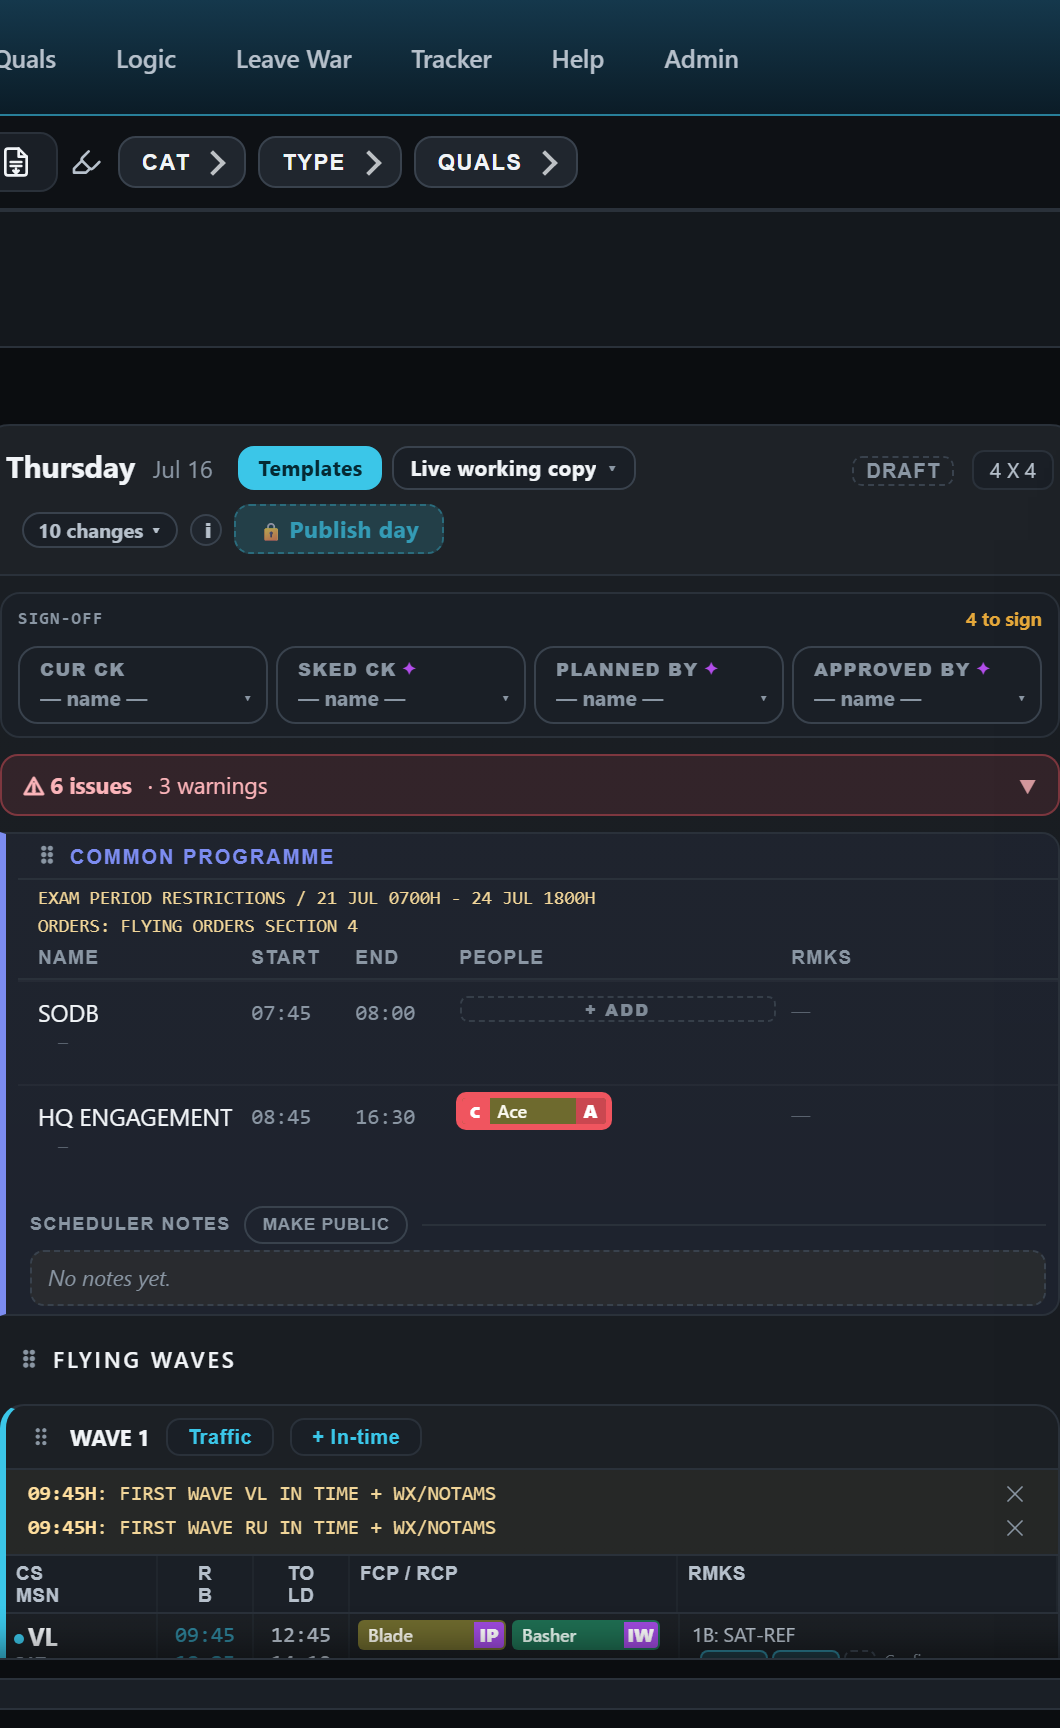 Quals Logic Leave War Tracker Help Admin
CAT TYPE QUALS
Thursday Jul 16 Templates Live working copy DRAFT 4 X 4
10 changes i Publish day
SIGN-OFF 4 to sign
CUR CK SKED CK PLANNED BY APPROVED BY
— name — — name — — name — — name —
6 issues · 3 warnings
COMMON PROGRAMME
EXAM PERIOD RESTRICTIONS / 21 JUL 0700H - 24 JUL 1800H
ORDERS: FLYING ORDERS SECTION 4
NAME START END PEOPLE RMKS
SODB 07:45 08:00 + ADD —
–
HQ ENGAGEMENT 08:45 16:30 C Ace A —
–
SCHEDULER NOTES MAKE PUBLIC
No notes yet.
FLYING WAVES
WAVE 1 Traffic + In-time
09:45H: FIRST WAVE VL IN TIME + WX/NOTAMS
09:45H: FIRST WAVE RU IN TIME + WX/NOTAMS
CS R TO FCP / RCP RMKS
MSN B LD
VL 09:45 12:45 Blade IP Basher IW 1B: SAT-REF